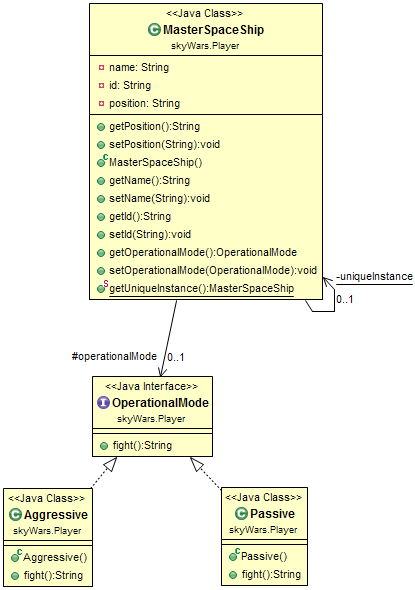 <<Java Class>>
MasterSpaceShip
skyWars.Player
name: String
id: String
position: String
getPosition():String
setPosition(String):void
MasterSpaceShip()
getName():String
setName(String):void
getId():String
setId(String):void
getOperationalMode():OperationalMode
setOperationalMode(OperationalMode):void
getUniqueInstance():MasterSpaceShip
-uniqueInstance
0..1
#operationalMode 0..1
<<Java Interface>>
OperationalMode
skyWars.Player
fight():String
<<Java Class>>
Aggressive
skyWars.Player
Aggressive()
fight():String
<<Java Class>>
Passive
skyWars.Player
Passive()
fight():String